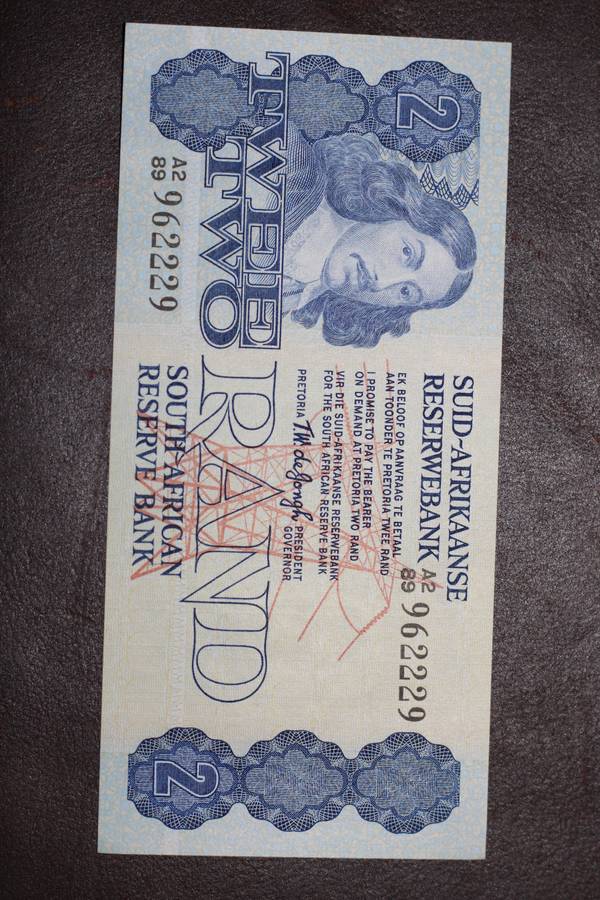 2
SUID-AFRIKAANSE
RESERWEBANK
EK BELOOF OP AANVRAAG TE BETAAL
AAN TOONDER TE PRETORIA TWEE RAND
I PROMISE TO PAY THE BEARER
ON DEMAND AT PRETORIA TWO RAND
VIR DIE SUID-AFRIKAANSE RESERWEBANK
FOR THE SOUTH AFRICAN RESERVE BANK
PRETORIA T.W. de Jongh PRESIDENT
GOVERNOR
A2
89 962229
TWEE
TWO
RAND
A2
89 962229
SOUTH AFRICAN
RESERVE BANK
2